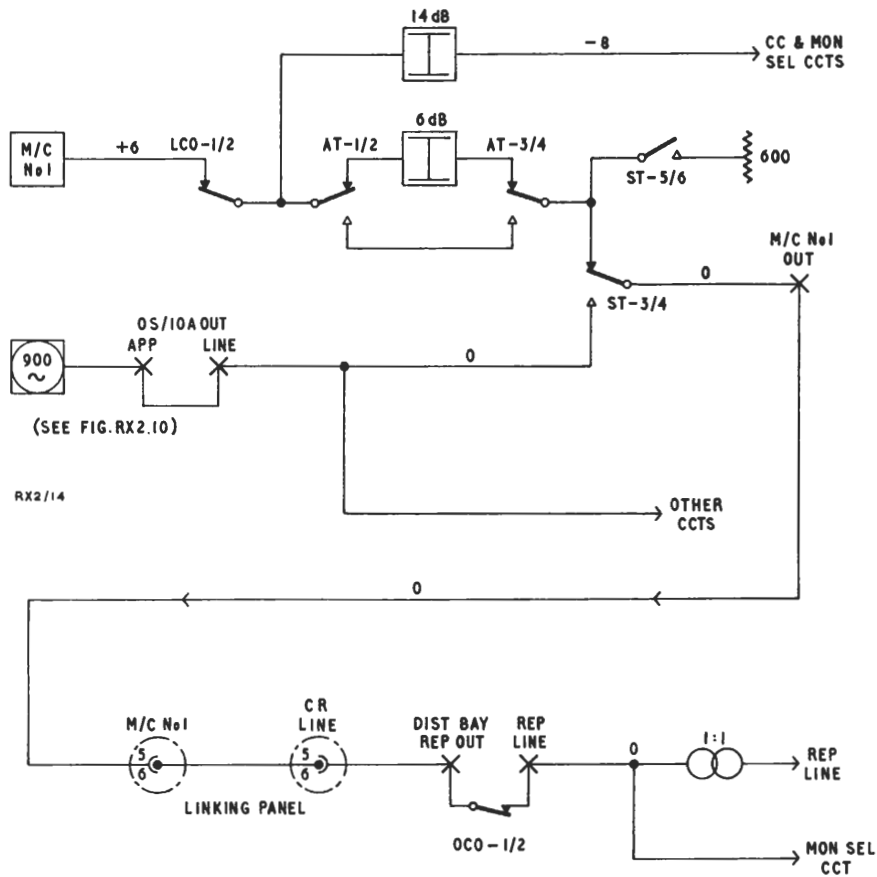 14dB
-8
CC & MON
SEL CCTS
6dB
M/C
No1
+6
LCO-1/2
AT-1/2
AT-3/4
ST-5/6
600
M/C No1
OUT
0
ST-3/4
OS/10A OUT
APP
LINE
900
~
0
(SEE FIG.RX2.10)
RX2/14
OTHER
CCTS
0
M/C No1
5
6
CR
LINE
5
6
LINKING PANEL
DIST BAY
REP OUT
REP
LINE
OCO-1/2
0
1:1
REP
LINE
MON SEL
CCT